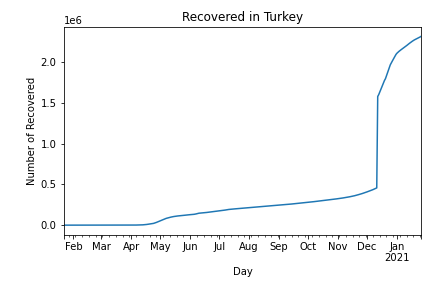 Recovered in Turkey
1e6
2.0
1.5
1.0
0.5
0.0
Number of Recovered
Feb Mar Apr May Jun Jul Aug Sep Oct Nov Dec Jan
2021
Day